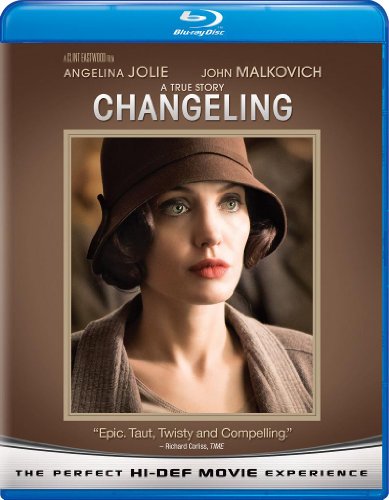 Blu-ray Disc
A CLINT EASTWOOD FILM
ANGELINA JOLIE JOHN MALKOVICH
A TRUE STORY
CHANGELING
“Epic. Taut, Twisty and Compelling.”
– Richard Corliss, TIME
THE PERFECT HI-DEF MOVIE EXPERIENCE